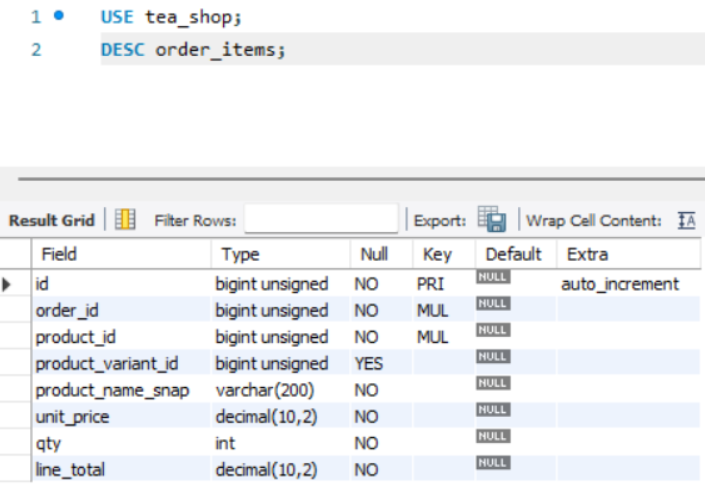 1 USE tea_shop;
2 DESC order_items;
Result Grid Filter Rows: Export: Wrap Cell Content: IA
Field Type Null Key Default Extra
id bigint unsigned NO PRI NULL auto_increment
order_id bigint unsigned NO MUL NULL
product_id bigint unsigned NO MUL NULL
product_variant_id bigint unsigned YES NULL
product_name_snap varchar(200) NO NULL
unit_price decimal(10,2) NO NULL
qty int NO NULL
line_total decimal(10,2) NO NULL